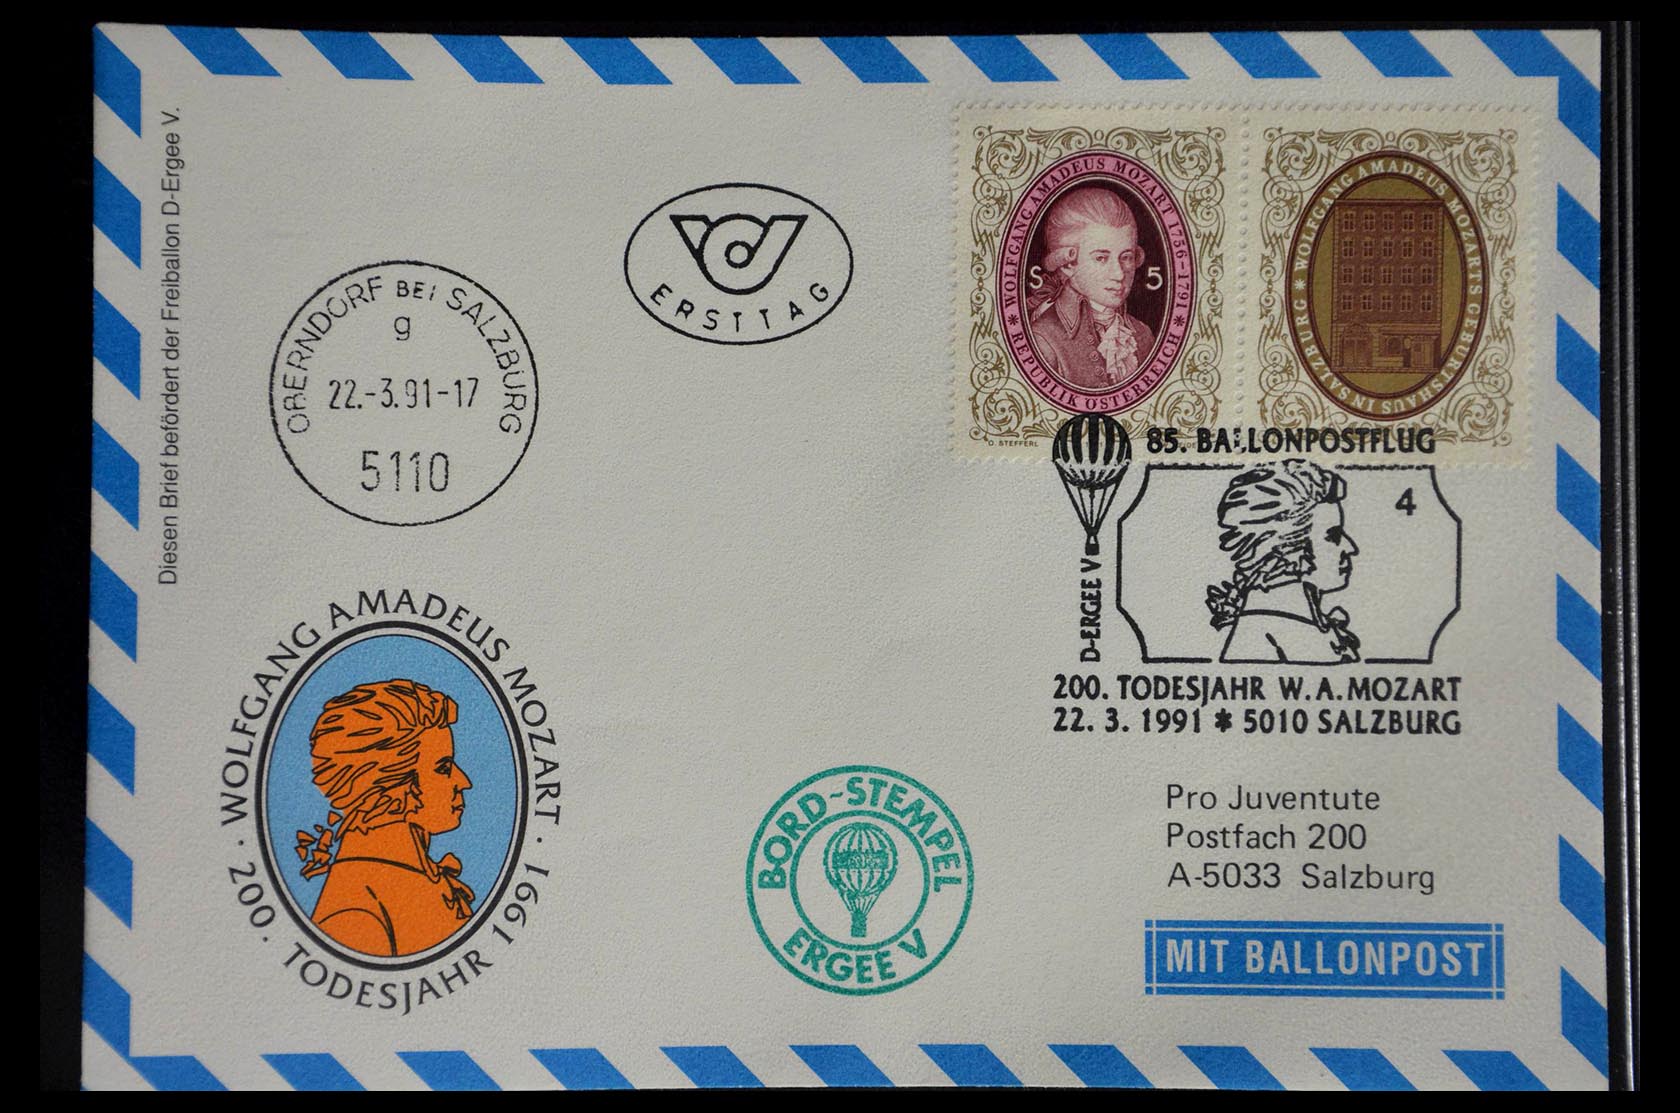 Diesen Brief befördert der Freiballon D-Ergee V.
OBERNDORF BEI SALZBURG
g
22.-3.91-17
5110
ERSTTAG
* WOLFGANG AMADEUS MOZART 1756–1791 *
REPUBLIK ÖSTERREICH
S 5
O. STEFFERL
* WOLFGANG AMADEUS MOZARTS GEBURTSHAUS IN SALZBURG
85. BALLONPOSTFLUG
4
D-ERGEE V
200. TODESJAHR W.A.MOZART
22. 3. 1991 * 5010 SALZBURG
· WOLFGANG AMADEUS MOZART ·
200. TODESJAHR 1991
BORD-STEMPEL
ERGEE V
Pro Juventute
Postfach 200
A-5033 Salzburg
MIT BALLONPOST